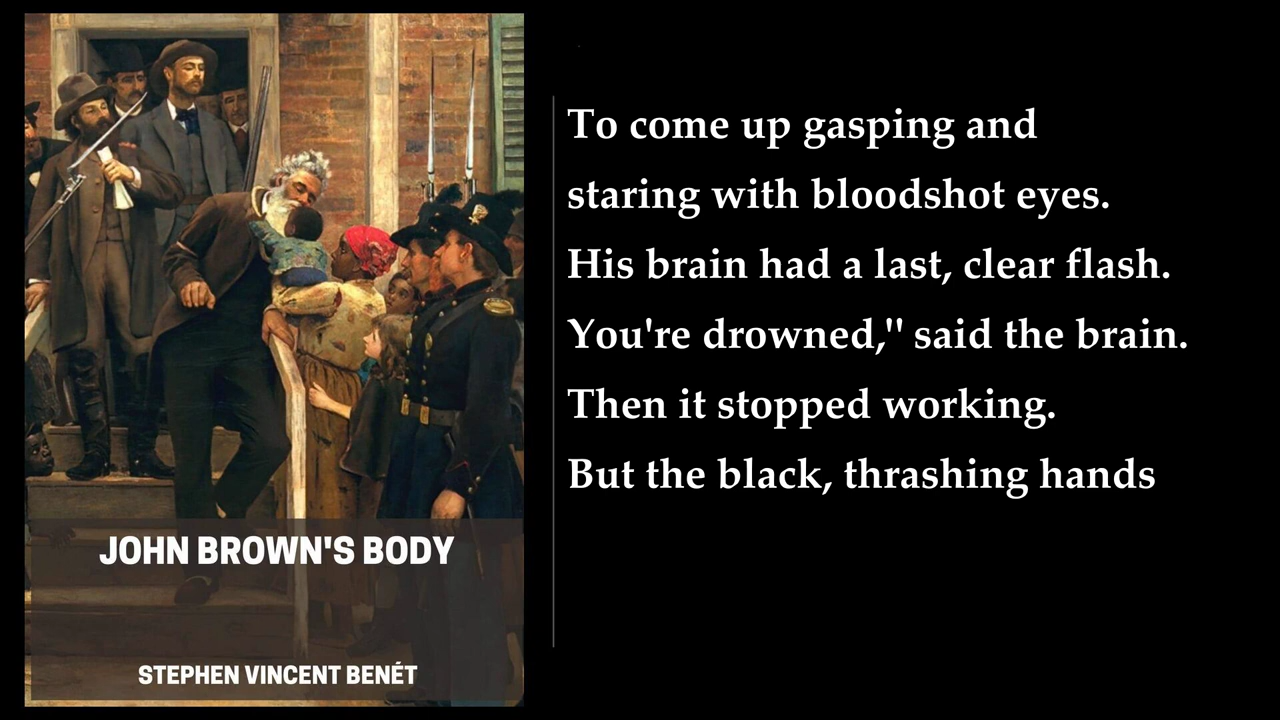 JOHN BROWN'S BODY
STEPHEN VINCENT BENÉT
To come up gasping and
staring with bloodshot eyes.
His brain had a last, clear flash.
You're drowned," said the brain.
Then it stopped working.
But the black, thrashing hands